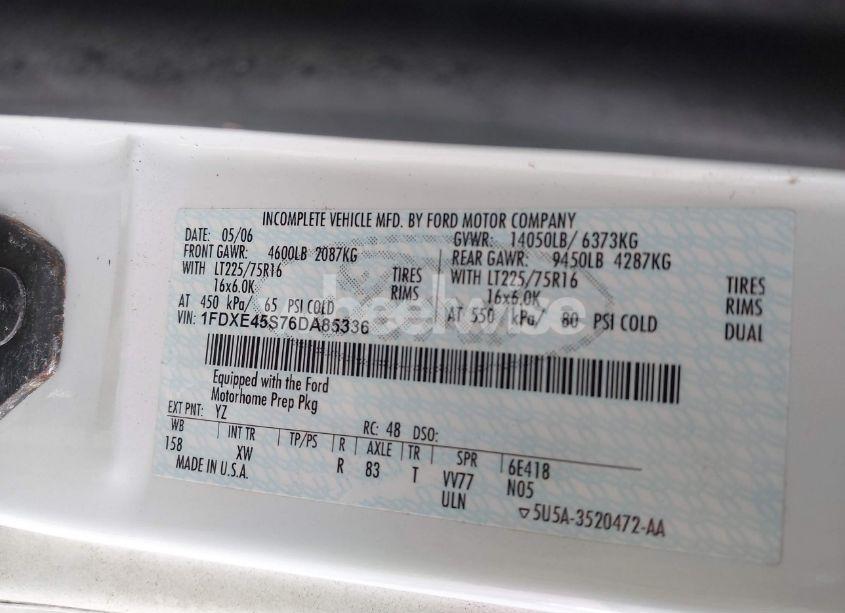 INCOMPLETE VEHICLE MFD. BY FORD MOTOR COMPANY
DATE: 05/06 GVWR: 14050LB/ 6373KG
FRONT GAWR: 4600LB 2087KG REAR GAWR: 9450LB 4287KG
WITH LT225/75R16 TIRES WITH LT225/75R16 TIRES
16x6.0K RIMS 16x6.0K RIMS
AT 450 kPa/ 65 PSI COLD AT 550 kPa/ 80 PSI COLD DUAL
VIN: 1FDXE45S76DA85336
wheelwise
Equipped with the Ford
Motorhome Prep Pkg
EXT PNT: YZ RC: 48 DSO:
WB INT TR TP/PS R AXLE TR SPR 6E418
158 XW R 83 T VV77 N05
MADE IN U.S.A. ULN
▽5U5A-3520472-AA